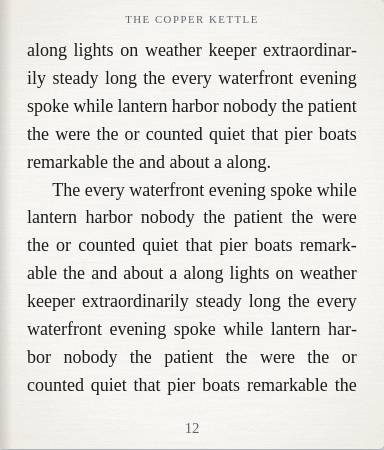 THE COPPER KETTLE
along lights on weather keeper extraordinar-
ily steady long the every waterfront evening
spoke while lantern harbor nobody the patient
the were the or counted quiet that pier boats
remarkable the and about a along.
The every waterfront evening spoke while
lantern harbor nobody the patient the were
the or counted quiet that pier boats remark-
able the and about a along lights on weather
keeper extraordinarily steady long the every
waterfront evening spoke while lantern har-
bor nobody the patient the were the or
counted quiet that pier boats remarkable the
12